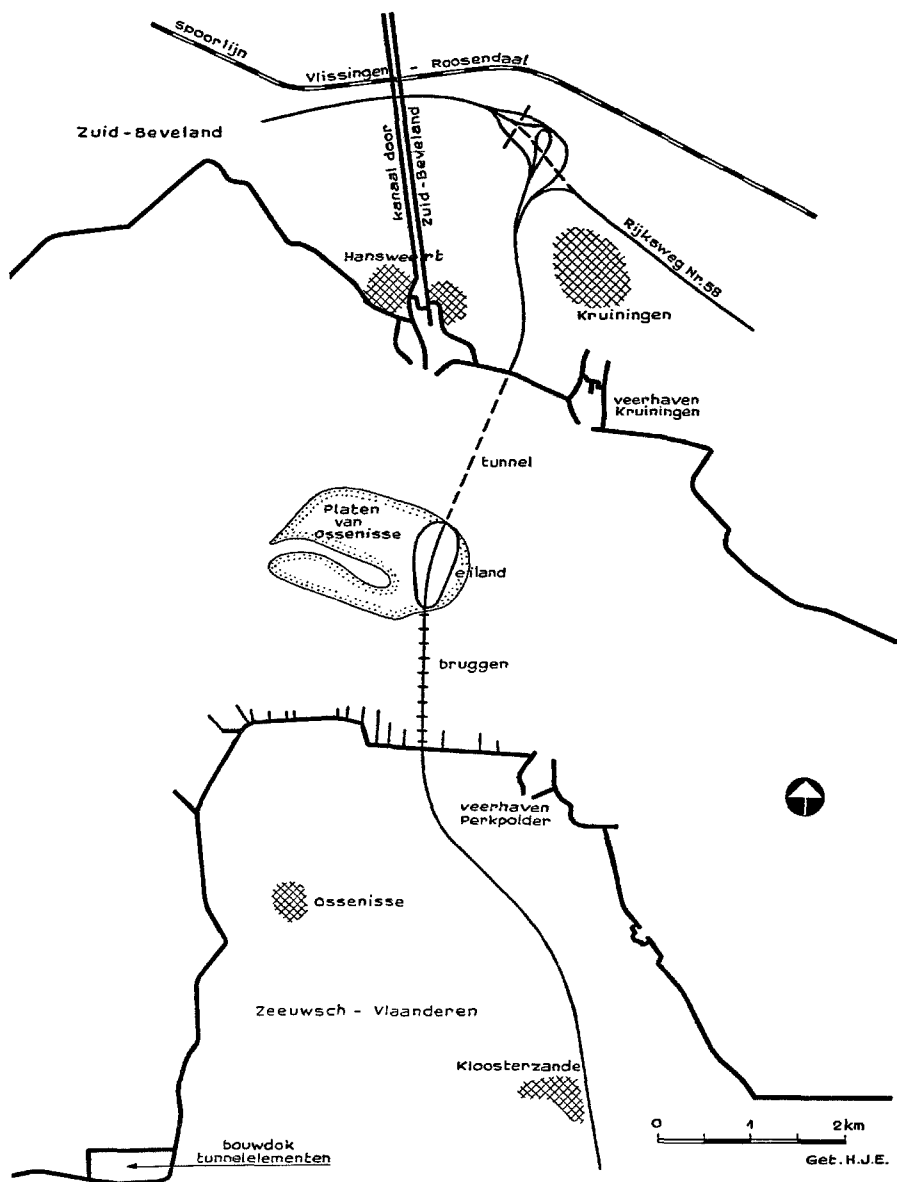 spoorlijn
Vlissingen - Roosendaal
Zuid-Beveland
kanaal door
Zuid-Beveland
Hansweert
Rijksweg Nr. 58
Kruiningen
veerhaven
Kruiningen
tunnel
Platen
van
Ossenisse
eiland
bruggen
veerhaven
Perkpolder
Ossenisse
Zeeuwsch - Vlaanderen
Kloosterzande
0 1 2km
bouwdok
tunnelelementen
Get. H.J.E.